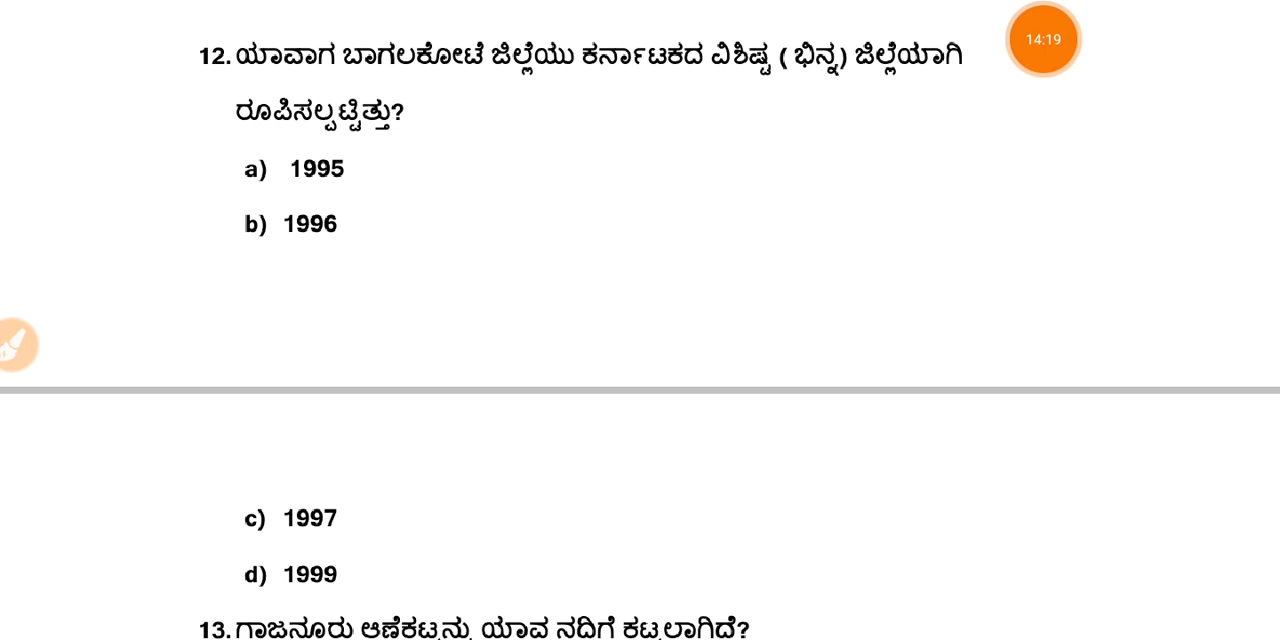 14:19
12. ಯಾವಾಗ ಬಾಗಲಕೋಟೆ ಜಿಲ್ಲೆಯು ಕರ್ನಾಟಕದ ವಿಶಿಷ್ಟ ( ಭಿನ್ನ) ಜಿಲ್ಲೆಯಾಗಿ
ರೂಪಿಸಲ್ಪಟ್ಟಿತ್ತು?
a) 1995
b) 1996
c) 1997
d) 1999
13. ಗಾಜನೂರು ಆಣೆಕಟ್ಟನ್ನು ಯಾವ ನದಿಗೆ ಕಟ್ಟಲಾಗಿದೆ?